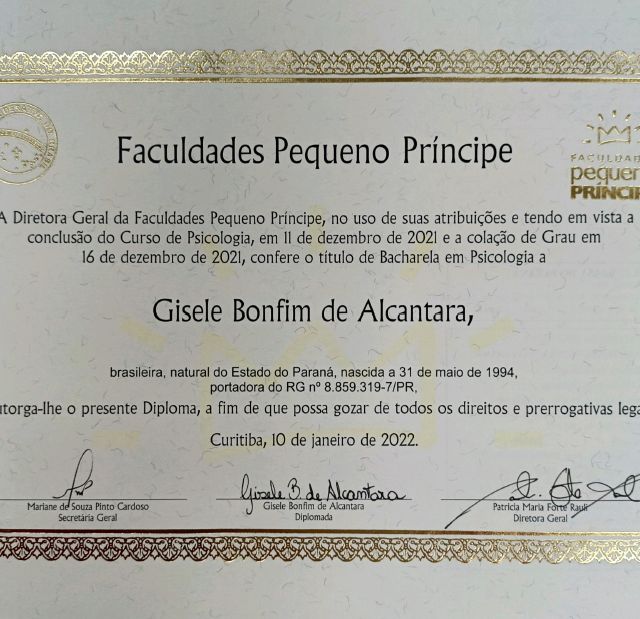 Faculdades Pequeno Príncipe
FACULDAD
pequen
PRÍNCIP
A Diretora Geral da Faculdades Pequeno Príncipe, no uso de suas atribuições e tendo em vista a
conclusão do Curso de Psicologia, em 11 de dezembro de 2021 e a colação de Grau em
16 de dezembro de 2021, confere o título de Bacharela em Psicologia a
Gisele Bonfim de Alcantara,
brasileira, natural do Estado do Paraná, nascida a 31 de maio de 1994,
portadora do RG nº 8.859.319-7/PR,
utorga-lhe o presente Diploma, a fim de que possa gozar de todos os direitos e prerrogativas lega
Curitiba, 10 de janeiro de 2022.
Gisele B. de Alcantara
Mariane de Souza Pinto Cardoso
Secretária Geral
Gisele Bonfim de Alcantara
Diplomada
Patricia Maria Forte Rauli
Diretora Geral